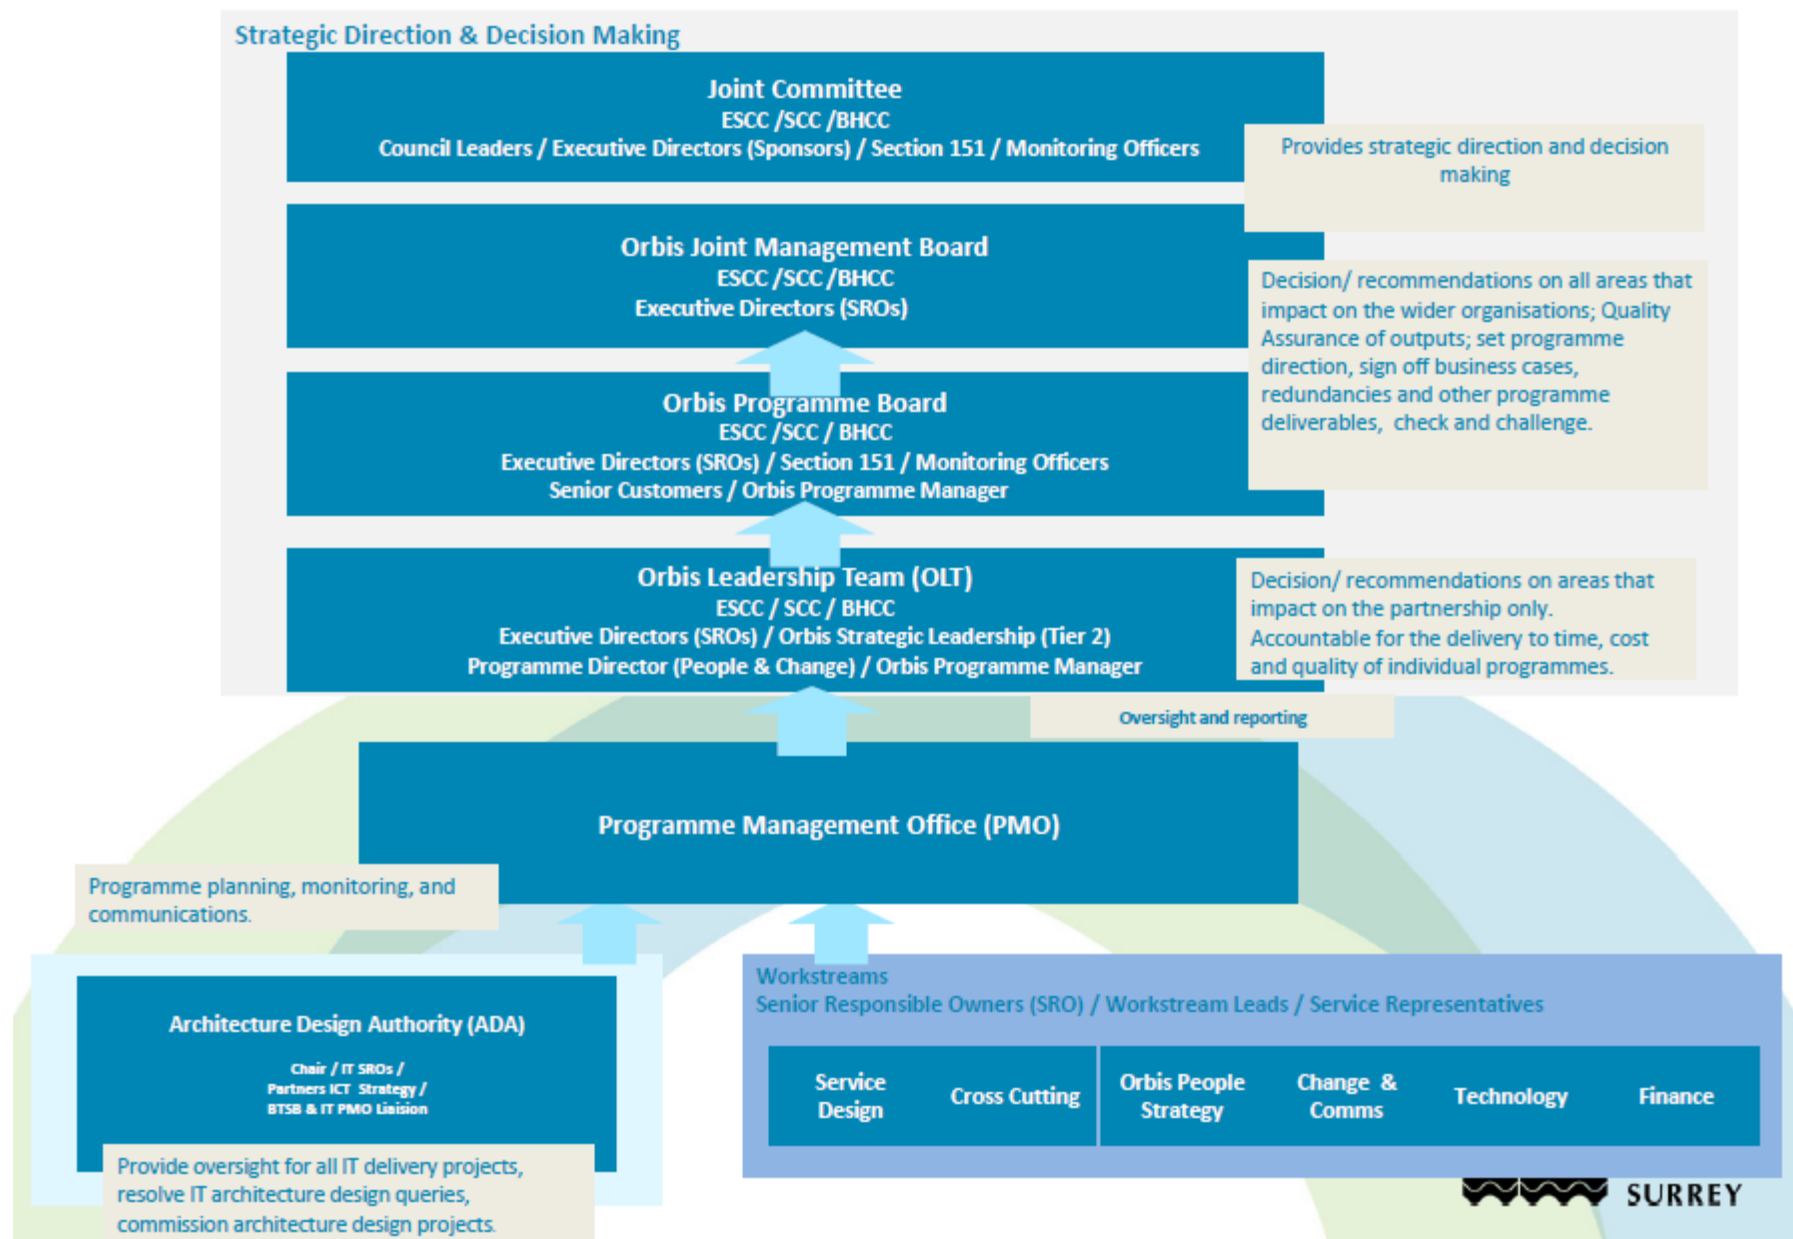 Strategic Direction & Decision Making
Joint Committee
ESCC /SCC /BHCC
Council Leaders / Executive Directors (Sponsors) / Section 151 / Monitoring Officers
Provides strategic direction and decision
making
Orbis Joint Management Board
ESCC /SCC /BHCC
Executive Directors (SROs)
Decision/ recommendations on all areas that
impact on the wider organisations; Quality
Assurance of outputs; set programme
direction, sign off business cases,
redundancies and other programme
deliverables, check and challenge.
Orbis Programme Board
ESCC /SCC / BHCC
Executive Directors (SROs) / Section 151 / Monitoring Officers
Senior Customers / Orbis Programme Manager
Orbis Leadership Team (OLT)
ESCC / SCC / BHCC
Executive Directors (SROs) / Orbis Strategic Leadership (Tier 2)
Programme Director (People & Change) / Orbis Programme Manager
Decision/ recommendations on areas that
impact on the partnership only.
Accountable for the delivery to time, cost
and quality of individual programmes.
Oversight and reporting
Programme Management Office (PMO)
Programme planning, monitoring, and
communications.
Architecture Design Authority (ADA)
Chair / IT SROs /
Partners ICT Strategy /
BTSB & IT PMO Liaision
Provide oversight for all IT delivery projects,
resolve IT architecture design queries,
commission architecture design projects.
Workstreams
Senior Responsible Owners (SRO) / Workstream Leads / Service Representatives
Service
Design
Cross Cutting
Orbis People
Strategy
Change &
Comms
Technology
Finance
SURREY